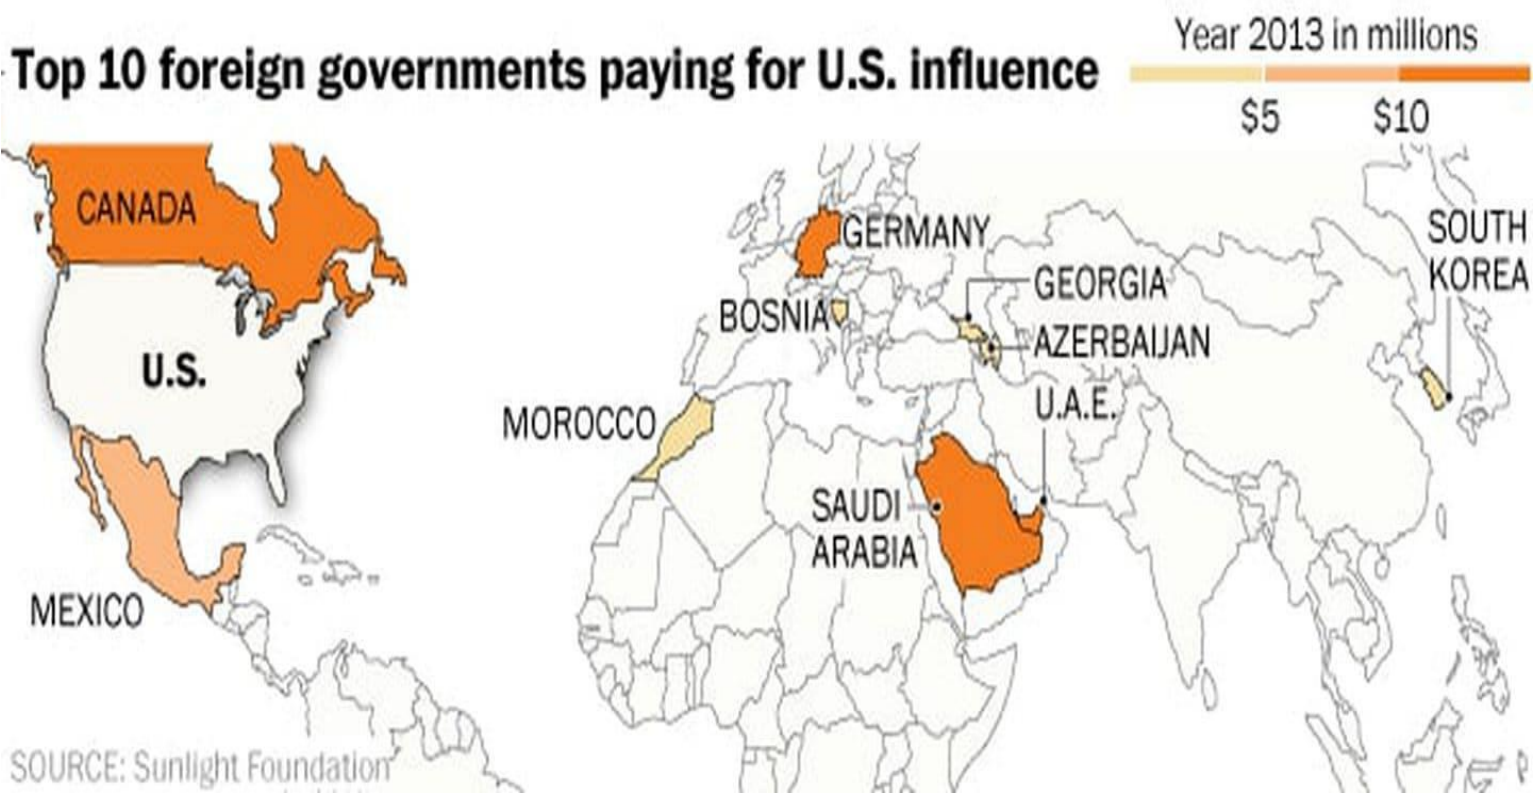 Year 2013 in millions
Top 10 foreign governments paying for U.S. influence
$5 $10
CANADA
GERMANY
SOUTH
KOREA
GEORGIA
BOSNIA
AZERBAIJAN
U.S.
U.A.E.
MOROCCO
SAUDI
ARABIA
MEXICO
SOURCE: Sunlight Foundation